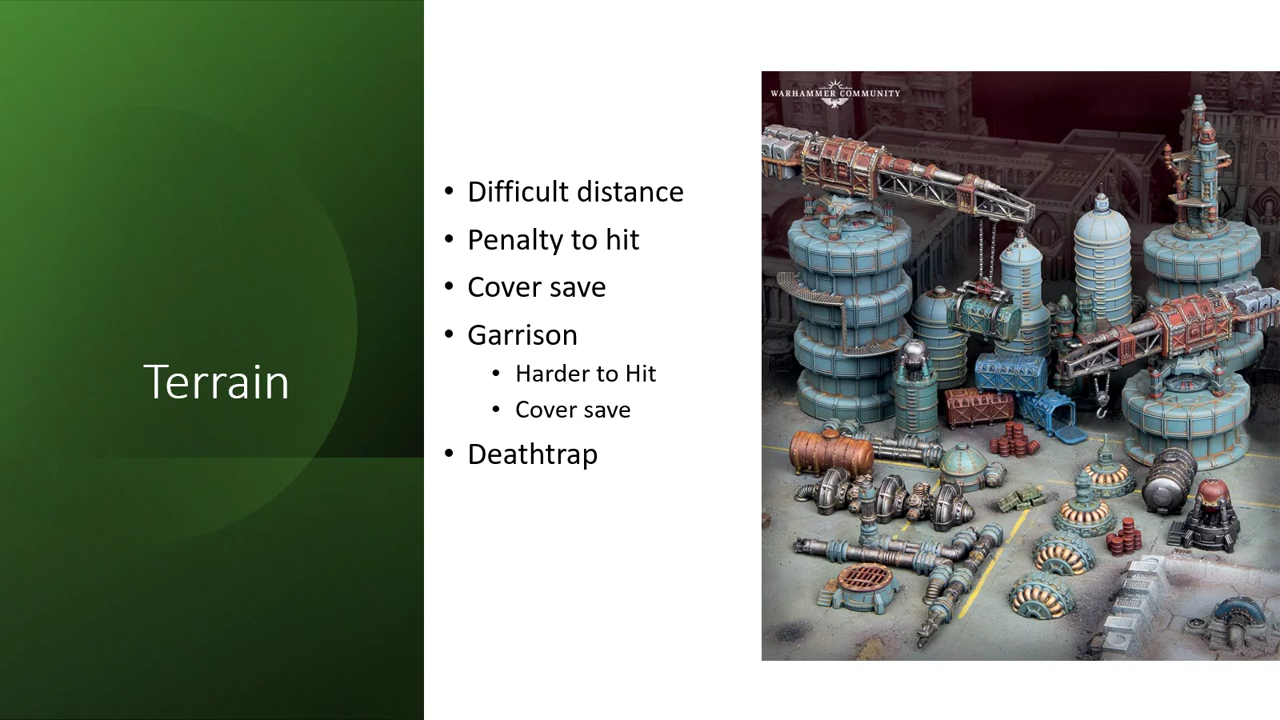 Terrain
• Difficult distance
• Penalty to hit
• Cover save
• Garrison
• Harder to Hit
• Cover save
• Deathtrap
WARHAMMER COMMUNITY